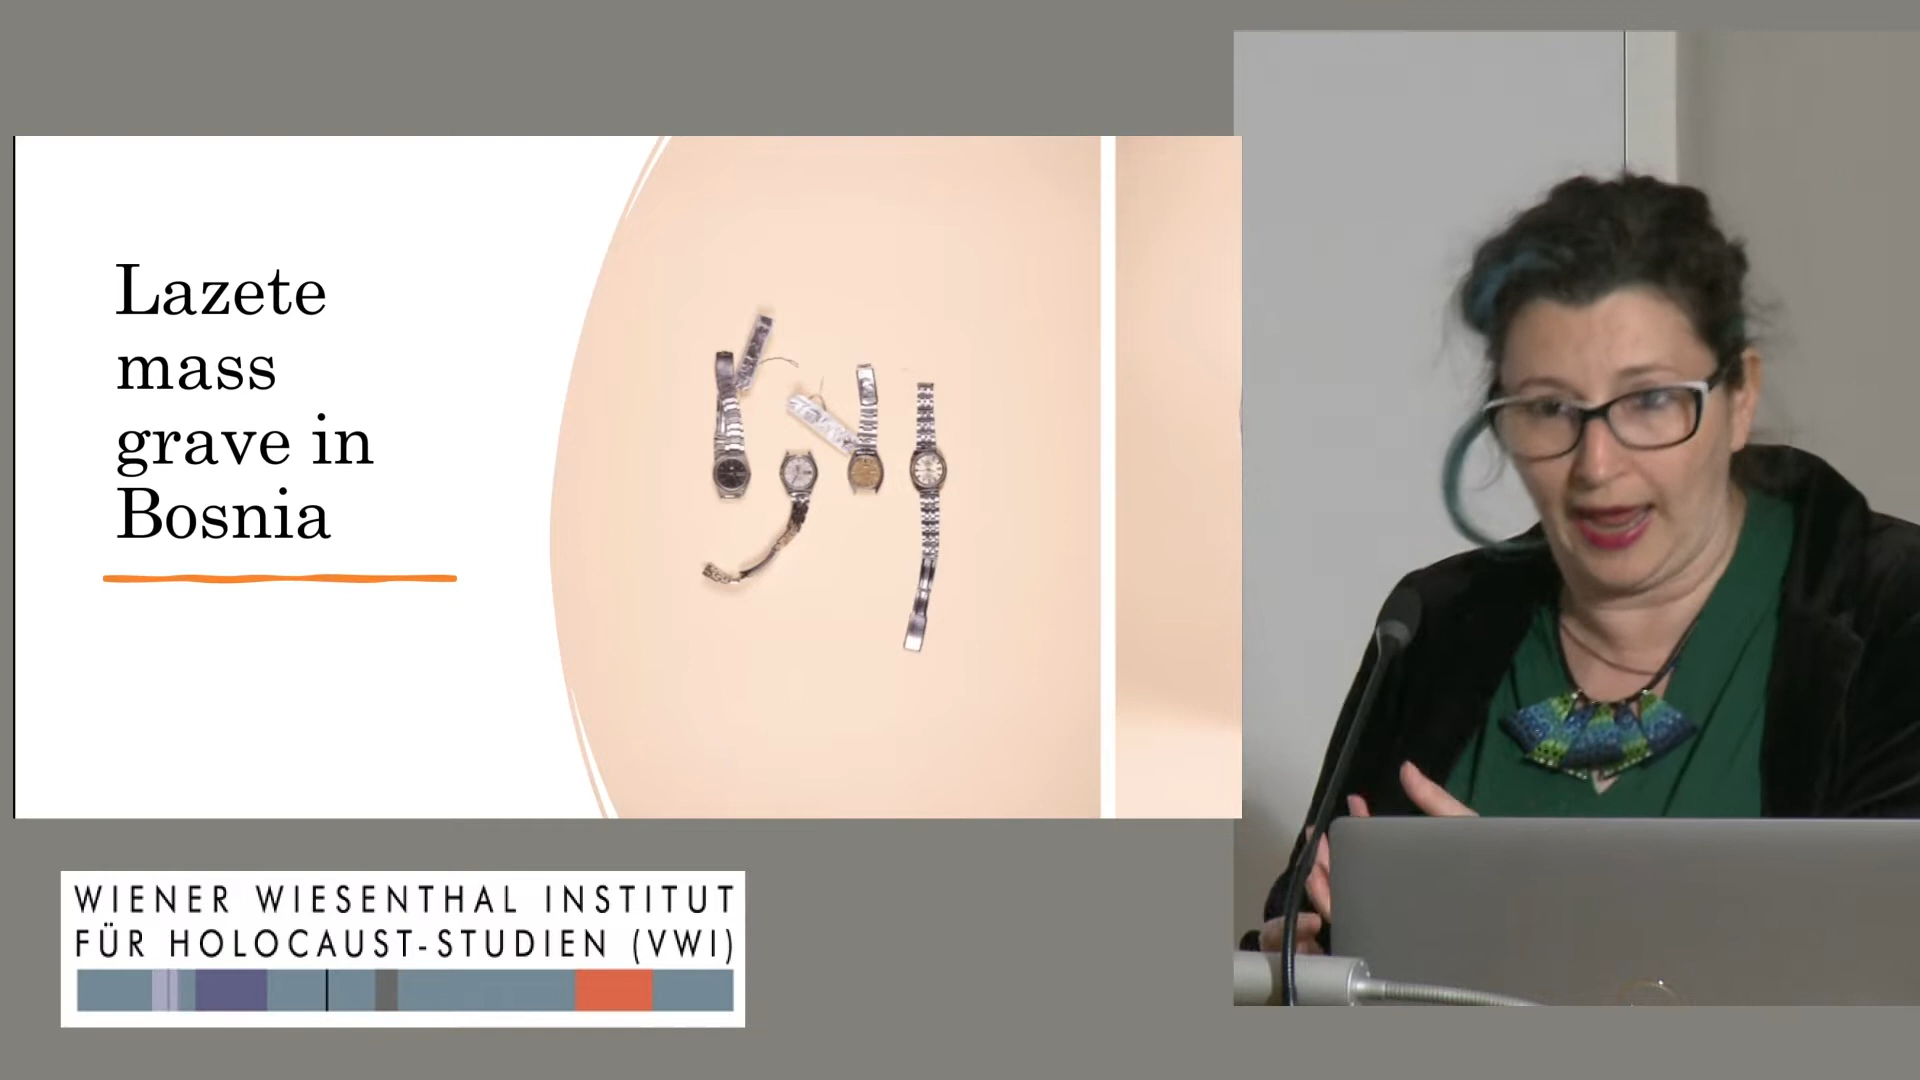 Lazete
mass
grave in
Bosnia
WIENER WIESENTHAL INSTITUT
FÜR HOLOCAUST-STUDIEN (VWI)